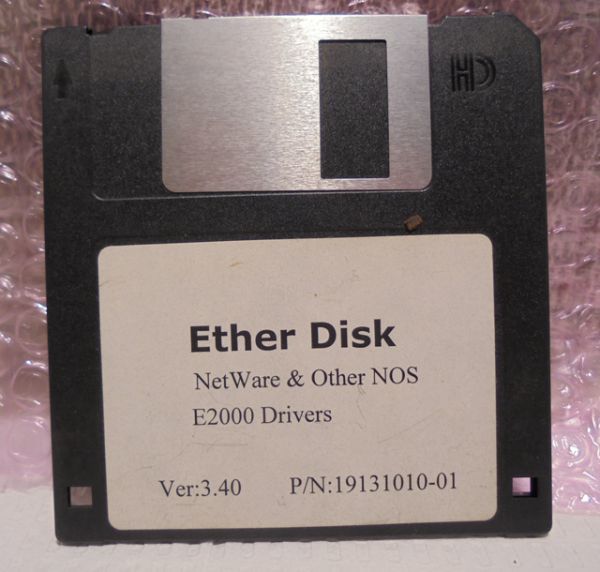 HD
Ether Disk
NetWare & Other NOS
E2000 Drivers
Ver:3.40 P/N:19131010-01